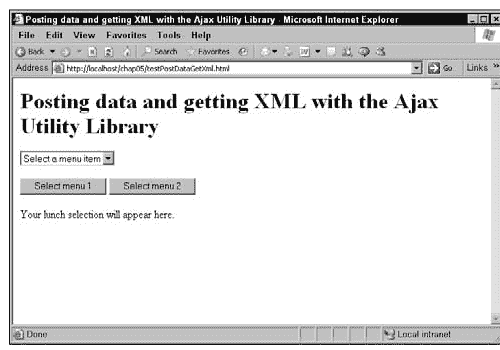 Posting data and getting XML with the Ajax Utility Library - Microsoft Internet Explorer
File Edit View Favorites Tools Help
Back Search Favorites
Address http://localhost/chap05/testPostDataGetXml.html Go Links »
Posting data and getting XML with the Ajax
Utility Library
Select a menu item
Select menu 1 Select menu 2
Your lunch selection will appear here.
Done Local intranet